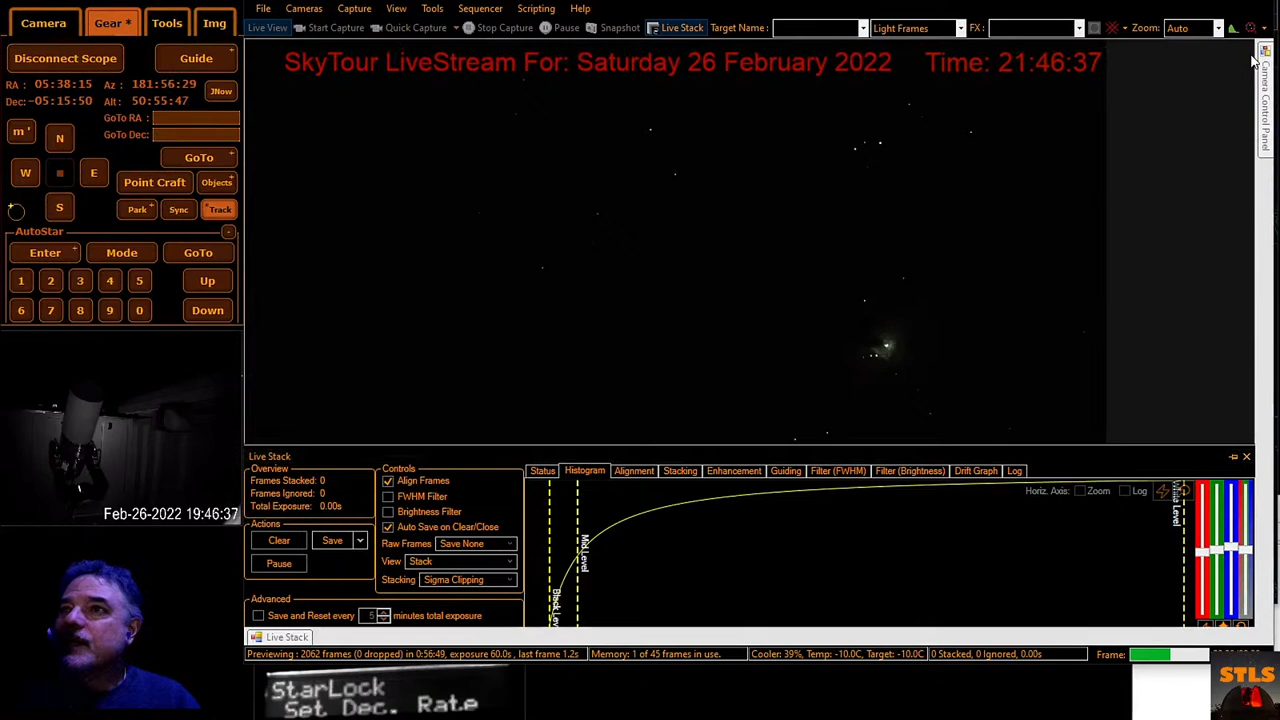 Camera Gear * Tools Img
File Cameras Capture View Tools Sequencer Scripting Help
Live View Start Capture Quick Capture Stop Capture Pause Snapshot Live Stack Target Name : Light Frames FX : Zoom: Auto
SkyTour LiveStream For: Saturday 26 February 2022 Time: 21:46:37
Disconnect Scope Guide
RA : 05:38:15 Az : 181:56:29
Dec: -05:15:50 Alt : 50:55:47
JNow
GoTo RA :
GoTo Dec:
m ' N GoTo
W E Point Craft Objects
S Park Sync Track
AutoStar
Enter Mode GoTo
1 2 3 4 5 Up
6 7 8 9 0 Down
Feb-26-2022 19:46:37
Camera Control Panel
Live Stack
Overview
Frames Stacked: 0
Frames Ignored: 0
Total Exposure: 0.00s
Actions
Clear Save
Pause
Controls
Align Frames
FWHM Filter
Brightness Filter
Auto Save on Clear/Close
Raw Frames Save None
View Stack
Stacking Sigma Clipping
Advanced
Save and Reset every 5 minutes total exposure
Status Histogram Alignment Stacking Enhancement Guiding Filter (FWHM) Filter (Brightness) Drift Graph Log
Horiz. Axis: Zoom Log
Black Lev
Mid Level
White Level
Live Stack
Previewing : 2062 frames (0 dropped) in 0:56:49, exposure 60.0s , last frame 1.2s Memory: 1 of 45 frames in use. Cooler: 39%, Temp: -10.0C, Target: -10.0C 0 Stacked, 0 Ignored, 0.00s Frame:
StarLock
Set Dec. Rate
STLS